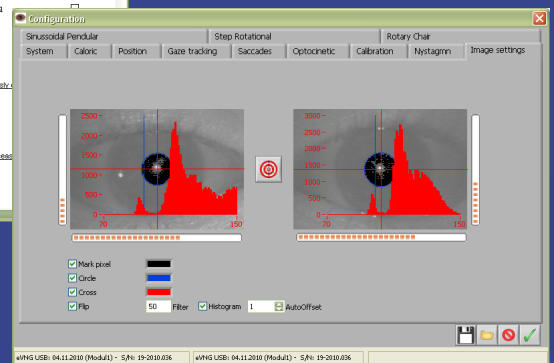 Configuration
Sinussoidal Pendular Step Rotational Rotary Chair
System Caloric Position Gaze tracking Saccades Optocinetic Calibration Nystagmn Image settings
2500
2000
1500
1000
500
0
70 150
3000
2500
2000
1500
1000
500
0
70 150
Mark pixel
Circle
Cross
Flip 50 Filter Histogram 1 AutoOffset
eVNG USB: 04.11.2010 (Modul1) - S/N: 19-2010.036 eVNG USB: 04.11.2010 (Modul1) - S/N: 19-2010.036